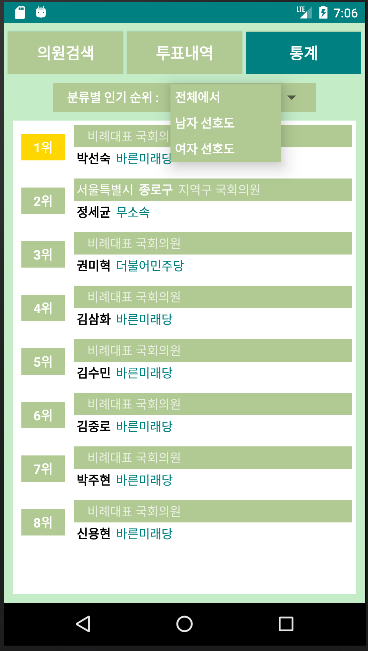 LTE 7:06
의원검색 투표내역 통계
분류별 인기 순위 : 전체에서
남자 선호도
여자 선호도
1위 비례대표 국회의
박선숙 바른미래당
2위 서울특별시 종로구 지역구 국회의원
정세균 무소속
3위 비례대표 국회의원
권미혁 더불어민주당
4위 비례대표 국회의원
김삼화 바른미래당
5위 비례대표 국회의원
김수민 바른미래당
6위 비례대표 국회의원
김중로 바른미래당
7위 비례대표 국회의원
박주현 바른미래당
8위 비례대표 국회의원
신용현 바른미래당